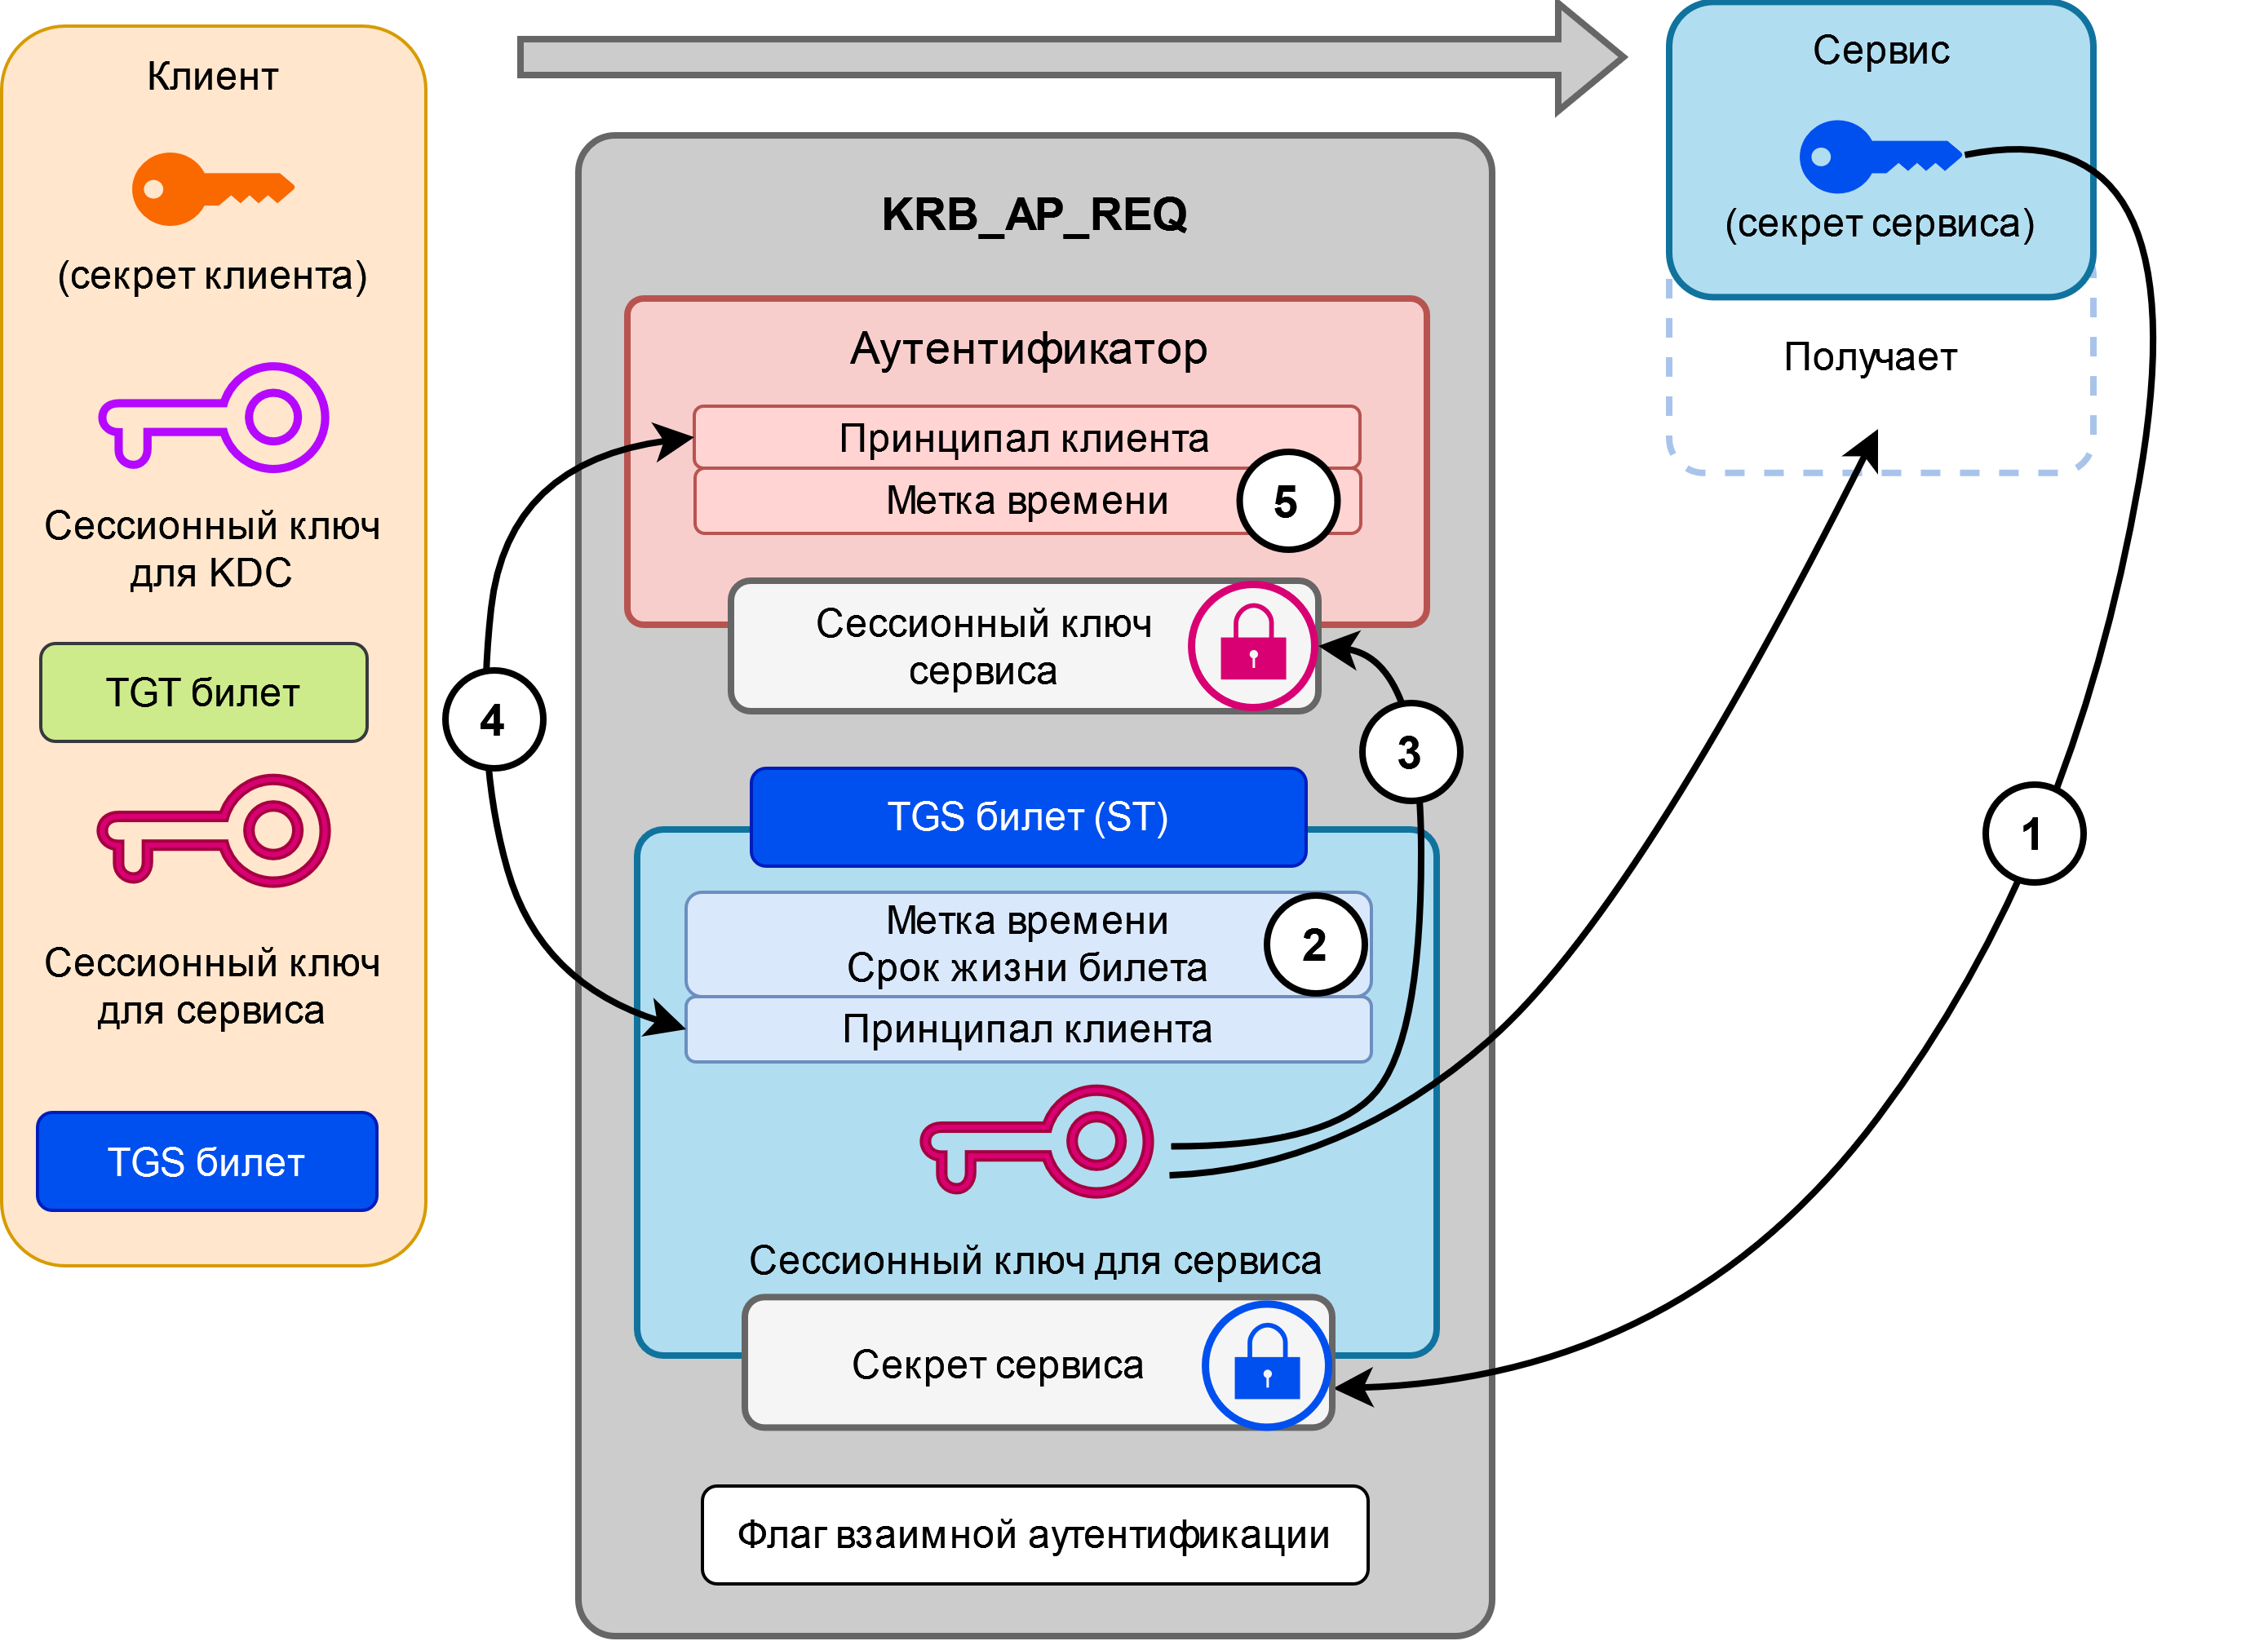 Клиент
(секрет клиента)
Сессионный ключ
для KDC
TGT билет
Сессионный ключ
для сервиса
TGS билет
KRB_AP_REQ
Аутентификатор
Принципал клиента
Метка времени
5
Сессионный ключ
сервиса
4
3
TGS билет (ST)
Метка времени
Срок жизни билета
2
Принципал клиента
Сессионный ключ для сервиса
Секрет сервиса
Флаг взаимной аутентификации
Сервис
(секрет сервиса)
Получает
1